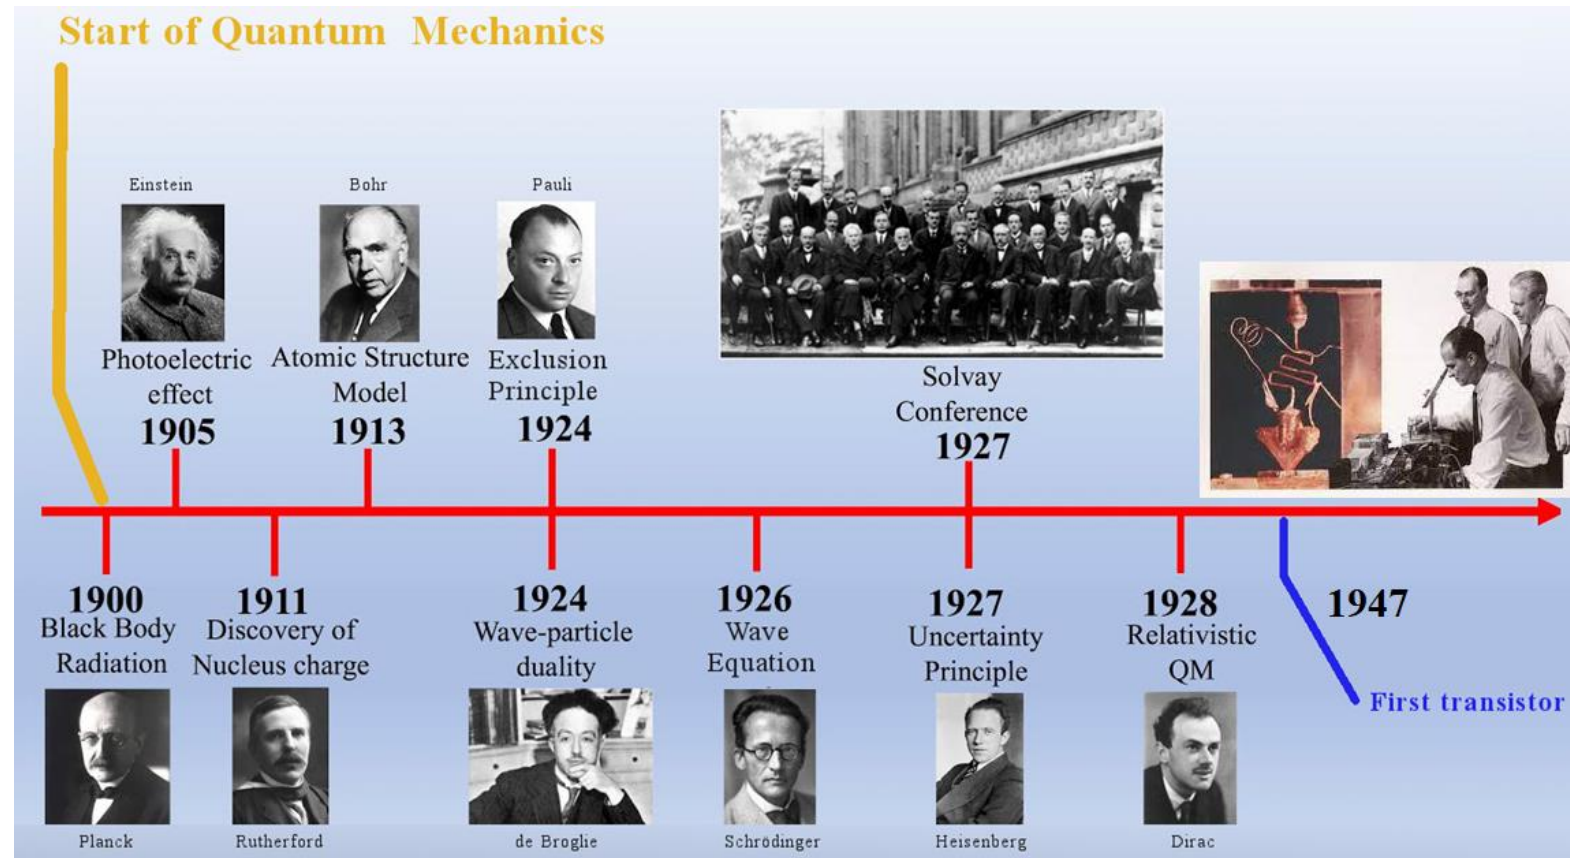 Start of Quantum Mechanics
Einstein
Photoelectric
effect
1905
Bohr
Atomic Structure
Model
1913
Pauli
Exclusion
Principle
1924
Solvay
Conference
1927
1900
Black Body
Radiation
Planck
1911
Discovery of
Nucleus charge
Rutherford
1924
Wave-particle
duality
de Broglie
1926
Wave
Equation
Schrödinger
1927
Uncertainty
Principle
Heisenberg
1928
Relativistic
QM
Dirac
1947
First transistor